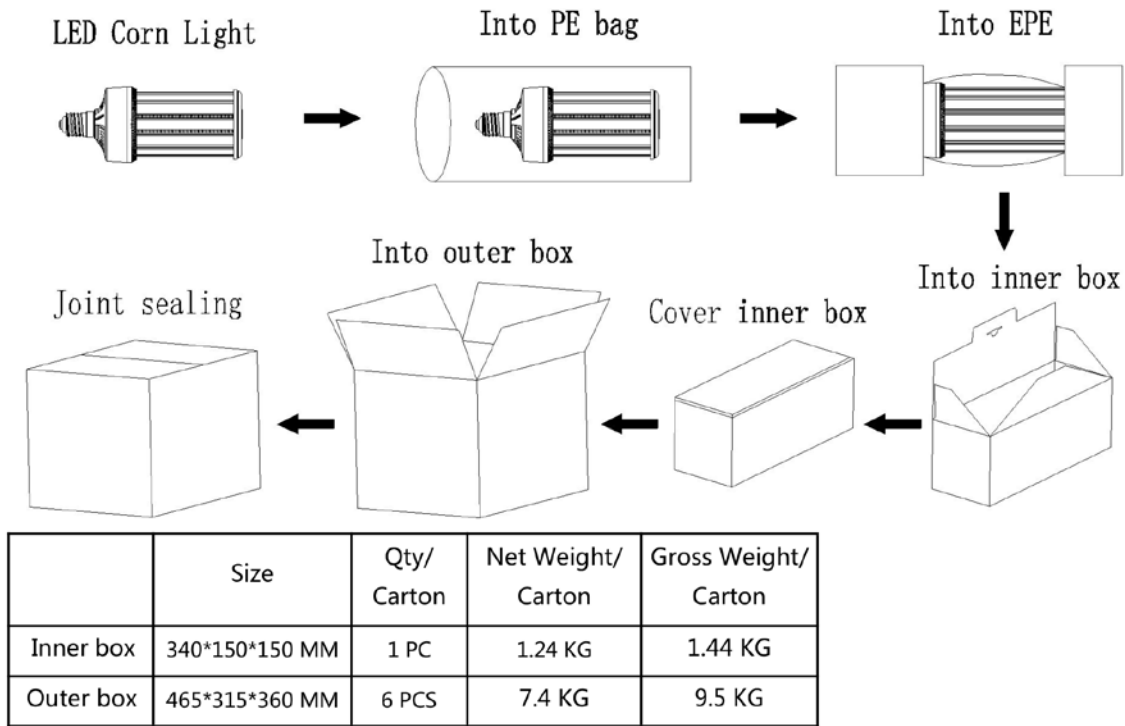 LED Corn Light
Into PE bag
Into EPE
Into inner box
Cover inner box
Into outer box
Joint sealing
Size
Qty/
Carton
Net Weight/
Carton
Gross Weight/
Carton
Inner box 340*150*150 MM 1 PC 1.24 KG 1.44 KG
Outer box 465*315*360 MM 6 PCS 7.4 KG 9.5 KG